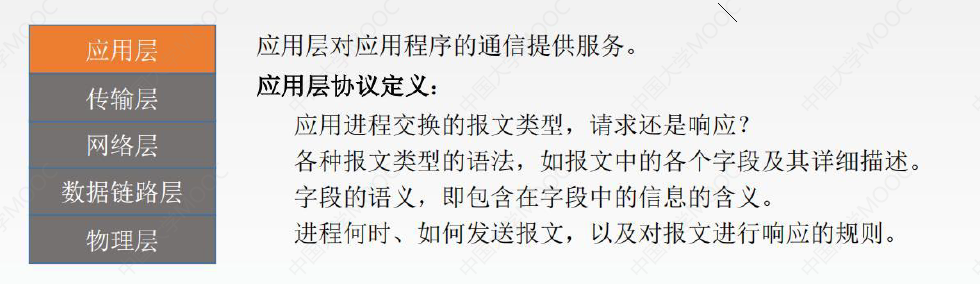 应用层
传输层
网络层
数据链路层
物理层
应用层对应用程序的通信提供服务。
应用层协议定义：
应用进程交换的报文类型，请求还是响应？
各种报文类型的语法，如报文中的各个字段及其详细描述。
字段的语义，即包含在字段中的信息的含义。
进程何时、如何发送报文，以及对报文进行响应的规则。
中国大学MOOC